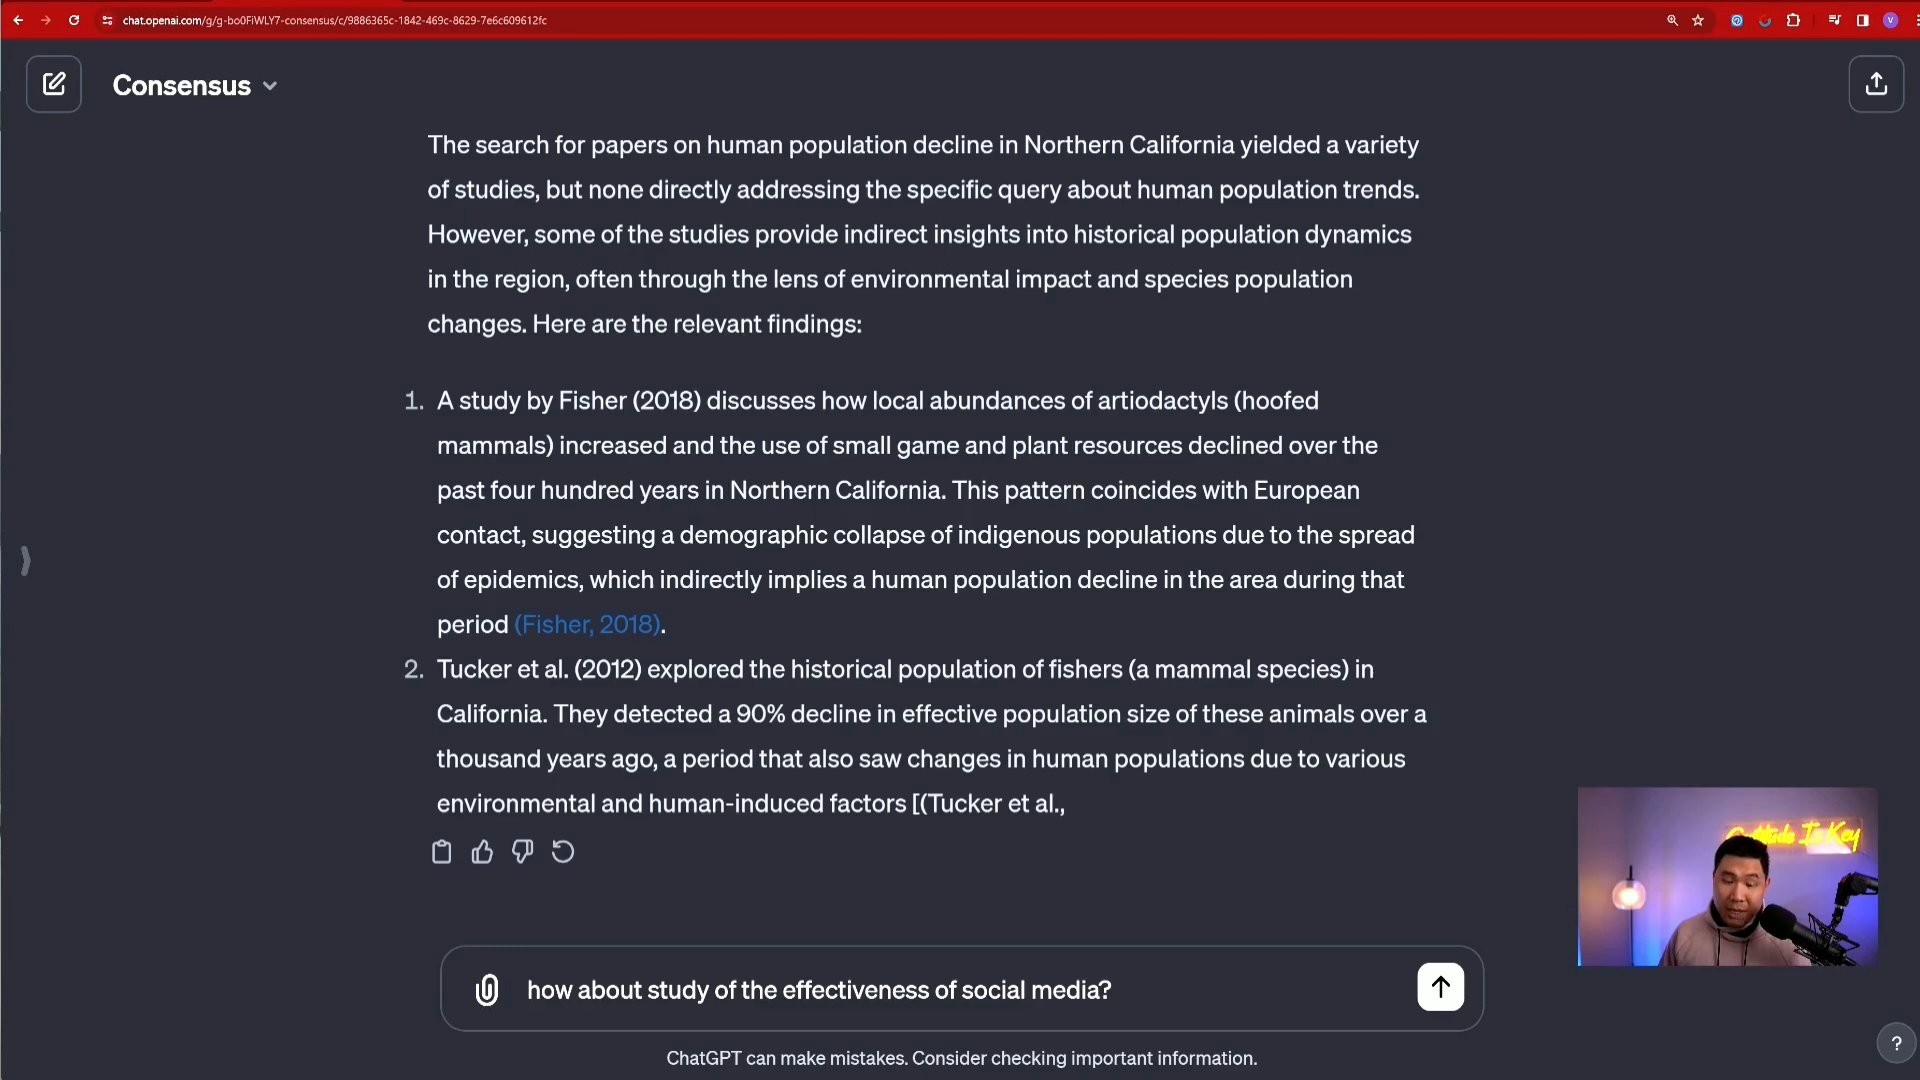 chat.openai.com/g/g-bo0FiWLY7-consensus/c/9886365c-1842-469c-8629-7e6c609612fc
V
Consensus
The search for papers on human population decline in Northern California yielded a variety
of studies, but none directly addressing the specific query about human population trends.
However, some of the studies provide indirect insights into historical population dynamics
in the region, often through the lens of environmental impact and species population
changes. Here are the relevant findings:
1. A study by Fisher (2018) discusses how local abundances of artiodactyls (hoofed
mammals) increased and the use of small game and plant resources declined over the
past four hundred years in Northern California. This pattern coincides with European
contact, suggesting a demographic collapse of indigenous populations due to the spread
of epidemics, which indirectly implies a human population decline in the area during that
period (Fisher, 2018).
2. Tucker et al. (2012) explored the historical population of fishers (a mammal species) in
California. They detected a 90% decline in effective population size of these animals over a
thousand years ago, a period that also saw changes in human populations due to various
environmental and human-induced factors [(Tucker et al.,
Is Key
how about study of the effectiveness of social media?
ChatGPT can make mistakes. Consider checking important information.
?